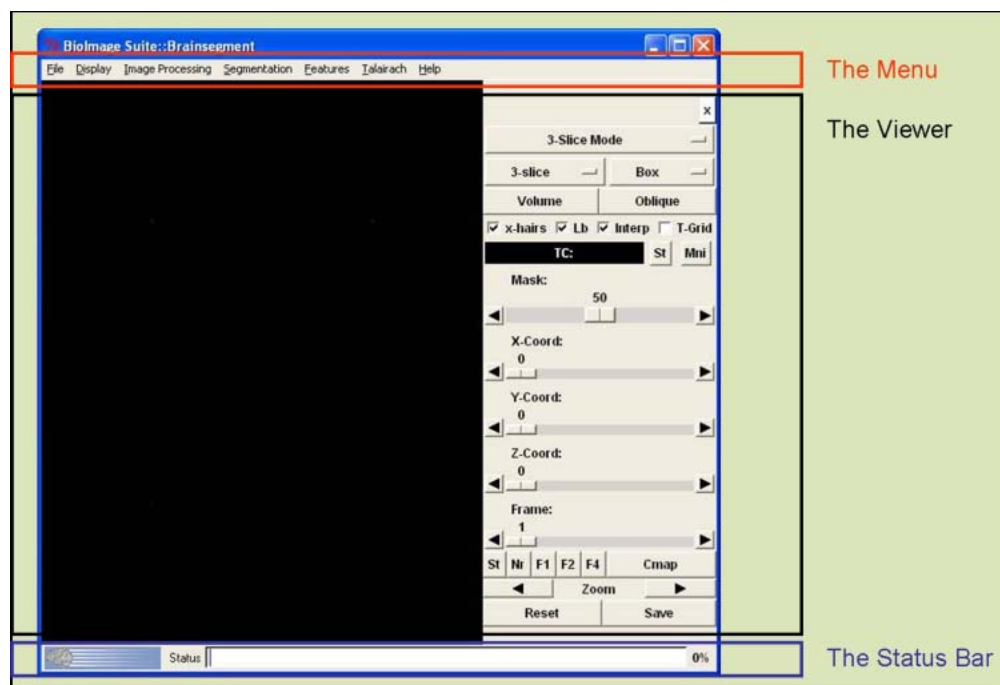 BioImage Suite::Brainsegment
File Display Image Processing Segmentation Features Talairach Help
The Menu
x
The Viewer
3-Slice Mode
3-slice Box
Volume Oblique
x-hairs Lb Interp T-Grid
TC: St Mni
Mask:
50
X-Coord:
0
Y-Coord:
0
Z-Coord:
0
Frame:
1
St Nr F1 F2 F4 Cmap
Zoom
Reset Save
Status 0%
The Status Bar